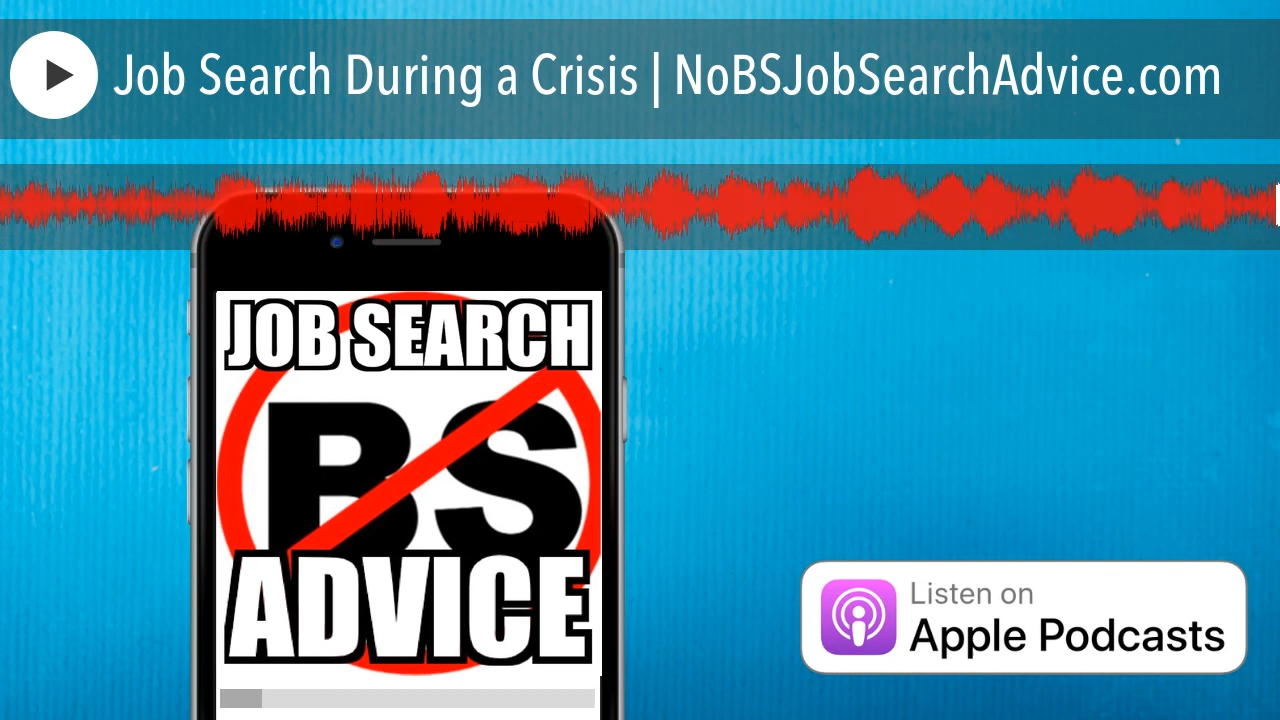 Job Search During a Crisis | NoBSJobSearchAdvice.com
JOB SEARCH
BS
ADVICE
Listen on
Apple Podcasts